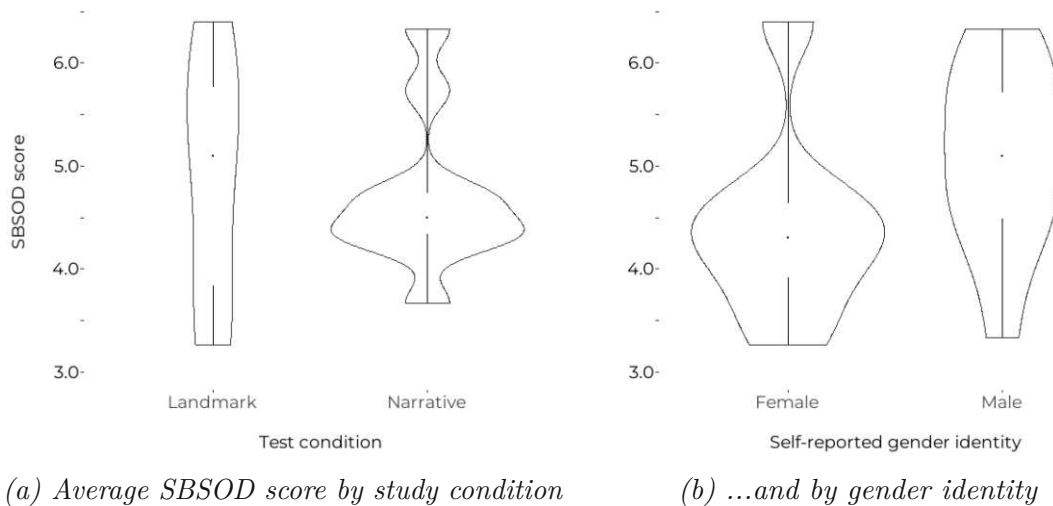 6.0
5.0
4.0
3.0
SBSOD score
Landmark Narrative
Test condition
6.0
5.0
4.0
3.0
Female Male
Self-reported gender identity
(a) Average SBSOD score by study condition
(b) ...and by gender identity